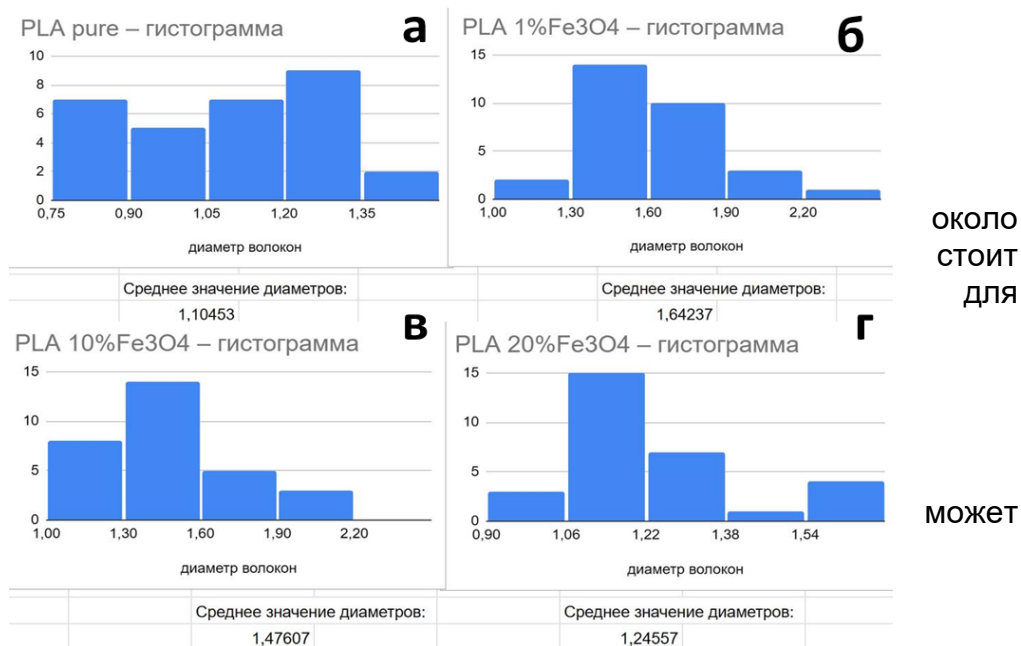 PLA pure – гистограмма
а
10
8
6
4
2
0
0,75 0,90 1,05 1,20 1,35
диаметр волокон
Среднее значение диаметров:
1,10453
PLA 1%Fe3O4 – гистограмма
б
15
10
5
0
1,00 1,30 1,60 1,90 2,20
диаметр волокон
Среднее значение диаметров:
1,64237
около
стоит
для
PLA 10%Fe3O4 – гистограмма
в
15
10
5
0
1,00 1,30 1,60 1,90 2,20
диаметр волокон
Среднее значение диаметров:
1,47607
PLA 20%Fe3O4 – гистограмма
г
15
10
5
0
0,90 1,06 1,22 1,38 1,54
диаметр волокон
Среднее значение диаметров:
1,24557
может